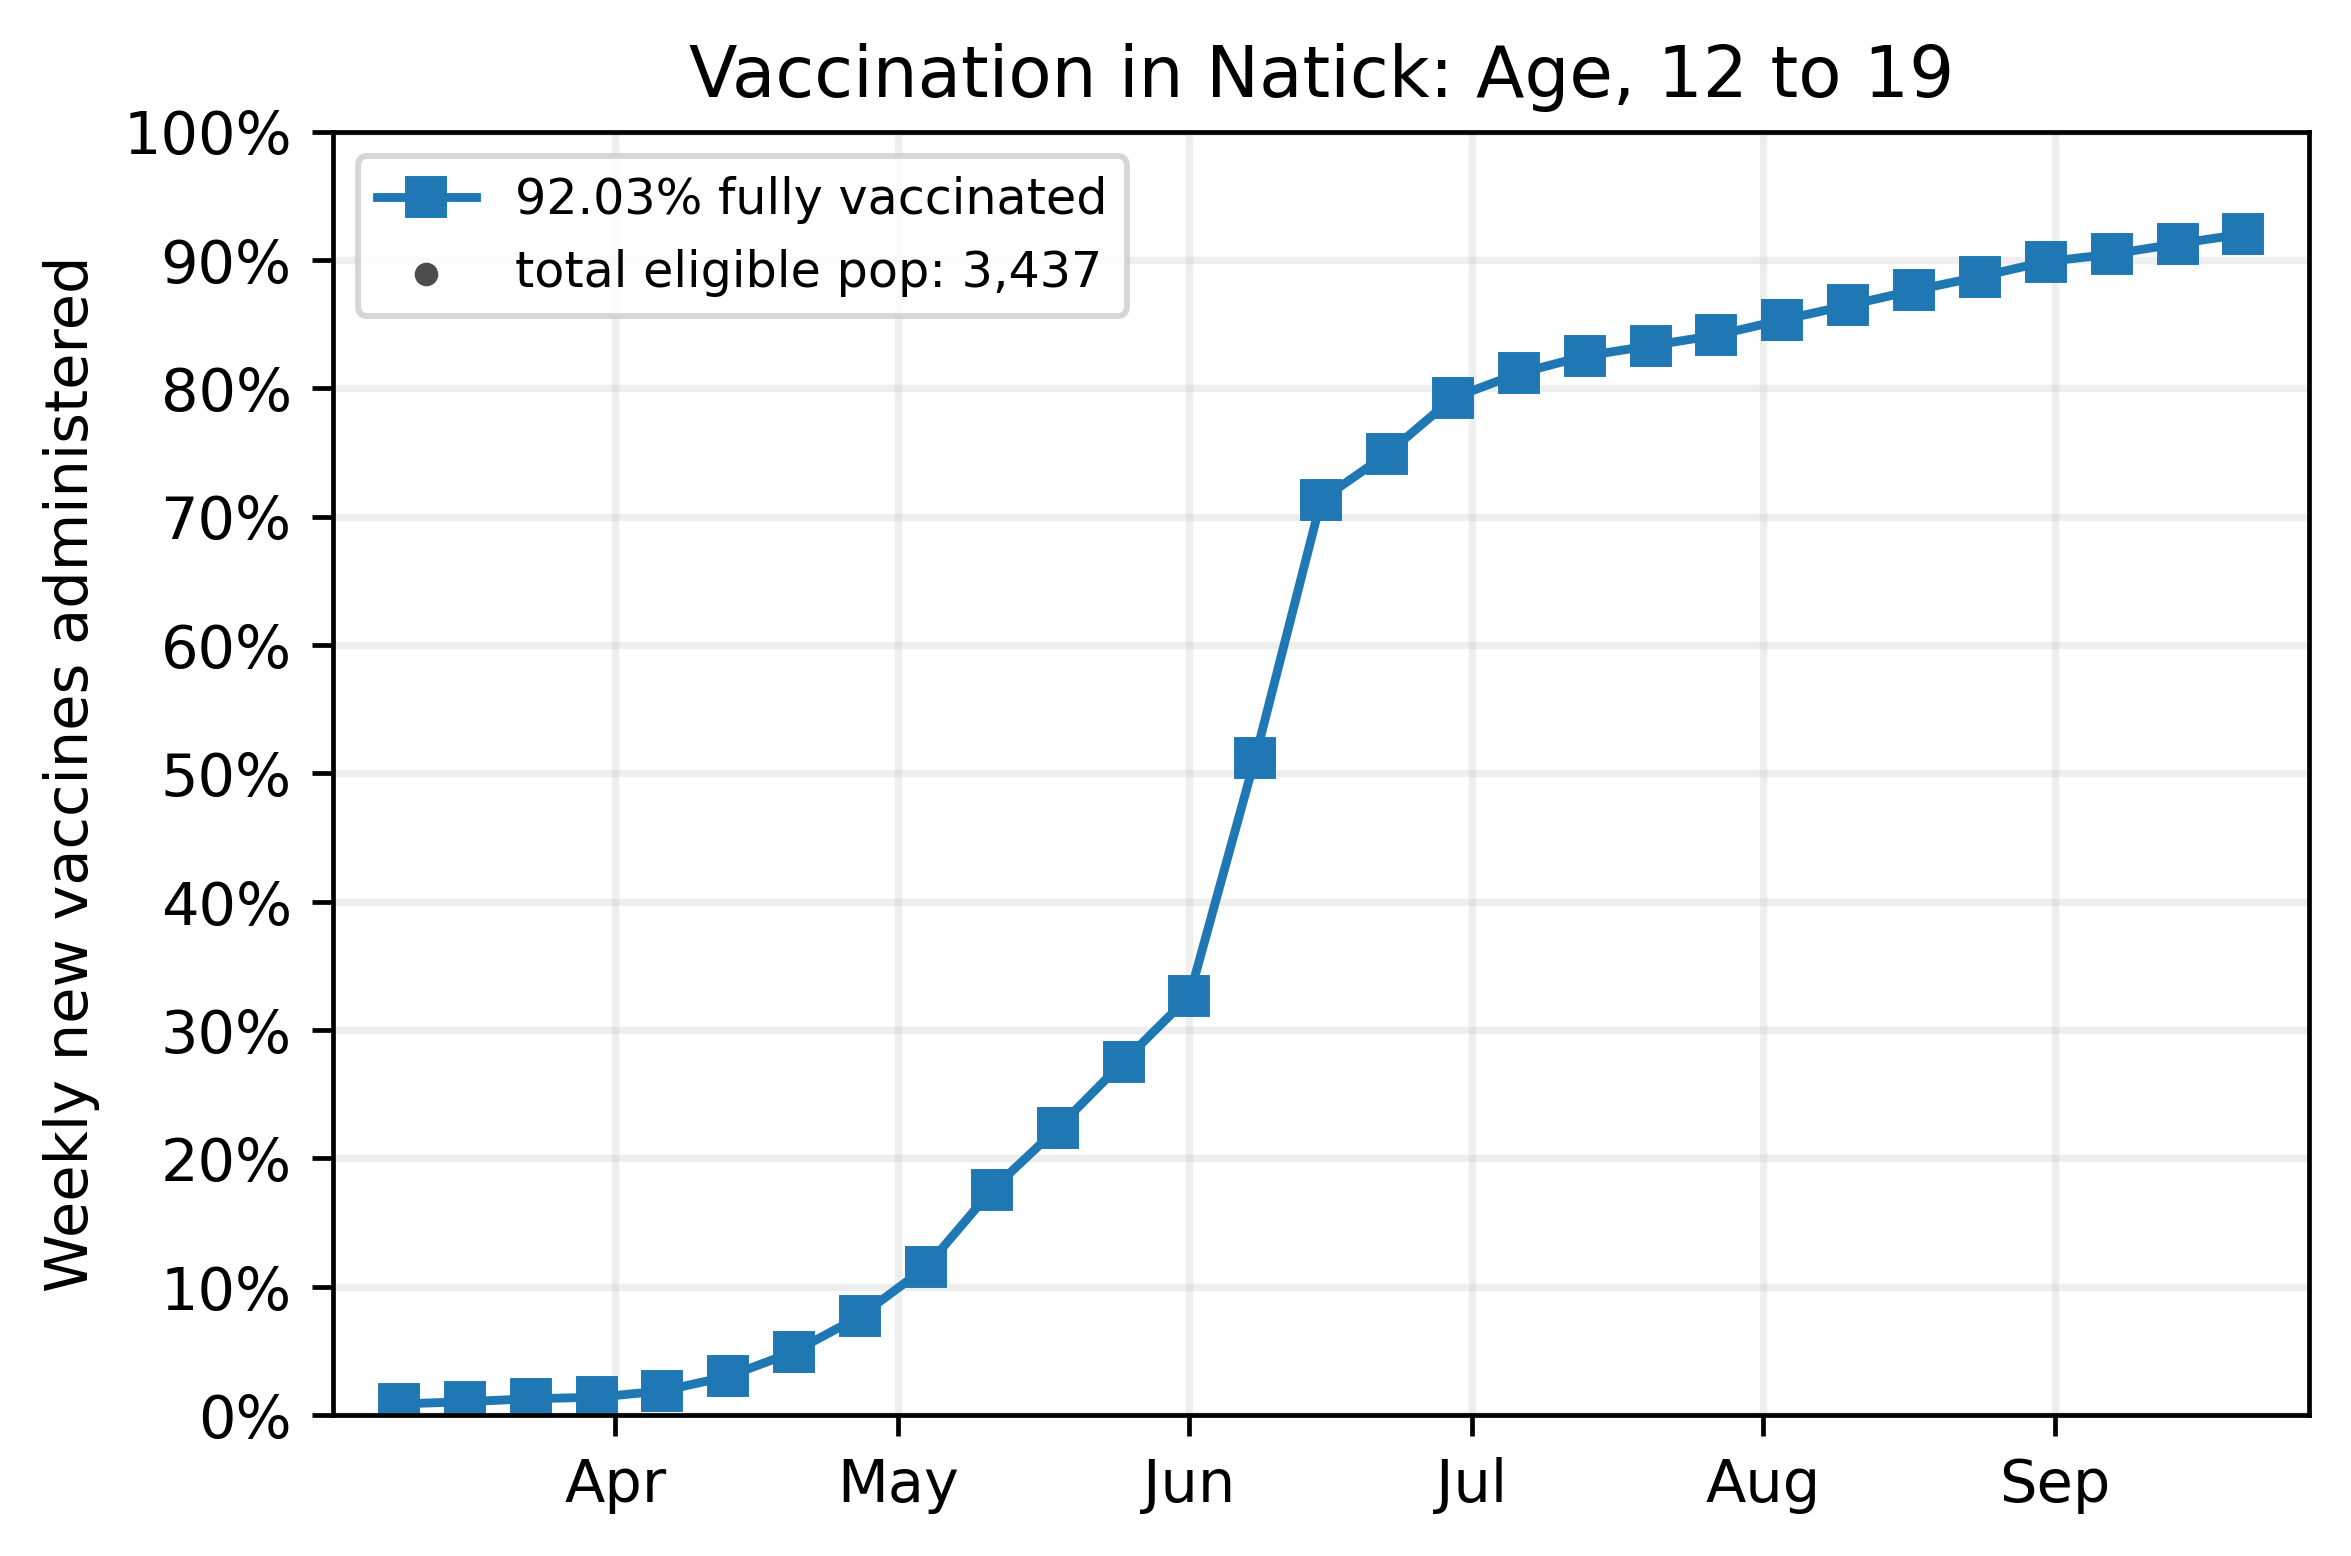 Vaccination in Natick: Age, 12 to 19
100%
90%
80%
70%
60%
50%
40%
30%
20%
10%
0%
Weekly new vaccines administered
92.03% fully vaccinated
total eligible pop: 3,437
Apr
May
Jun
Jul
Aug
Sep